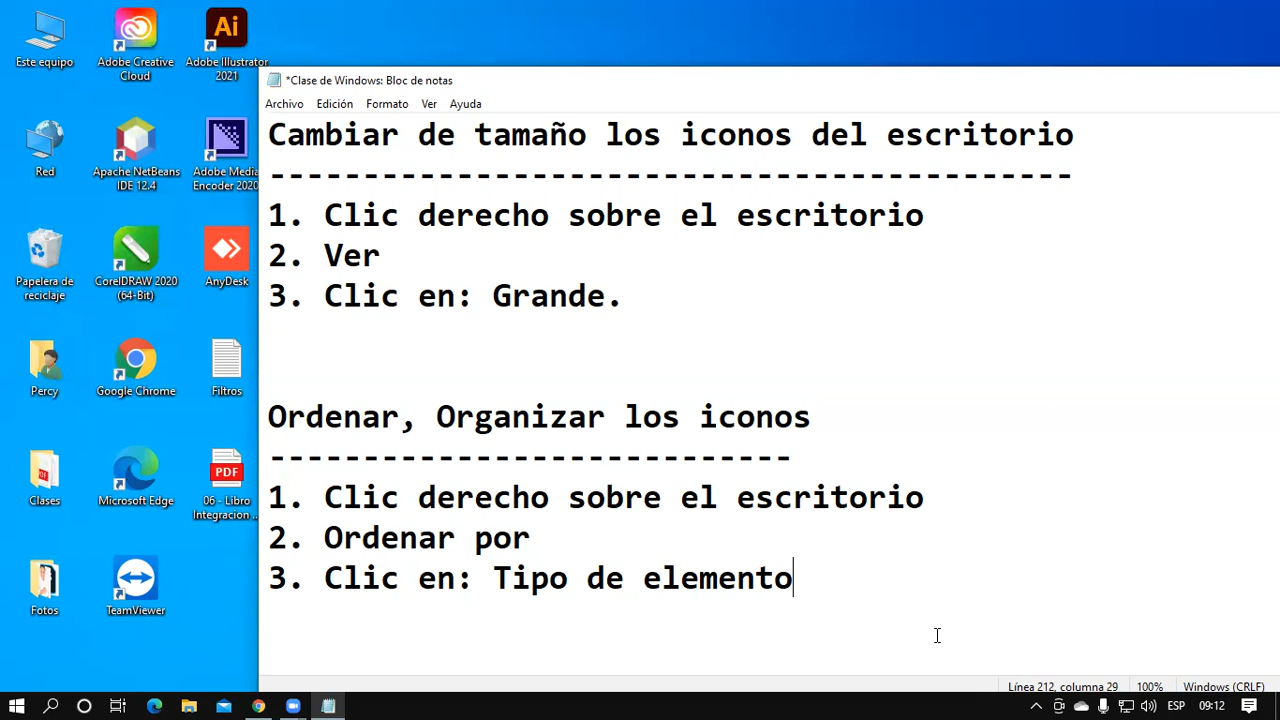 Este equipo
Adobe Creative
Cloud
Ai
Adobe Illustrator
2021
Red
Apache NetBeans
IDE 12.4
Adobe Media
Encoder 2020
Papelera de
reciclaje
CorelDRAW 2020
(64-Bit)
AnyDesk
Percy
Google Chrome
Filtros
Clases
Microsoft Edge
PDF
06 - Libro
Integracion ...
Fotos
TeamViewer
*Clase de Windows: Bloc de notas
Archivo Edición Formato Ver Ayuda
Cambiar de tamaño los iconos del escritorio
-------------------------------------------
1. Clic derecho sobre el escritorio
2. Ver
3. Clic en: Grande.
Ordenar, Organizar los iconos
----------------------------
1. Clic derecho sobre el escritorio
2. Ordenar por
3. Clic en: Tipo de elemento
Línea 212, columna 29 100% Windows (CRLF)
ESP 09:12